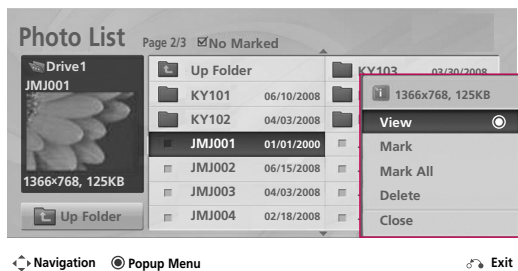 Photo List Page 2/3 No Marked
Drive1
JMJ001
1366x768, 125KB
Up Folder
Up Folder
KY101 06/10/2008
KY102 04/03/2008
JMJ001 01/01/2000
JMJ002 06/15/2008
JMJ003 04/03/2008
JMJ004 02/18/2008
KY103 03/30/2008
1366x768, 125KB
View
Mark
Mark All
Delete
Close
Navigation Popup Menu Exit